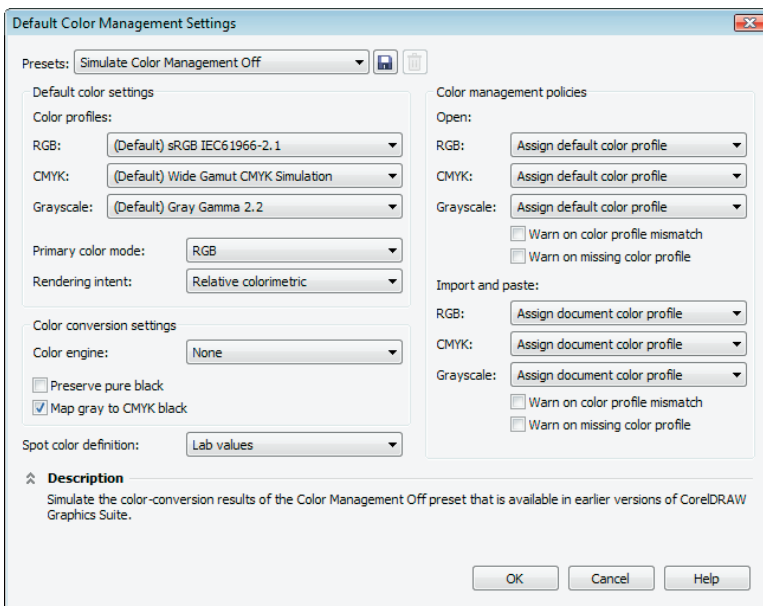 Default Color Management Settings
Presets: Simulate Color Management Off
Default color settings
Color profiles:
RGB: (Default) sRGB IEC61966-2.1
CMYK: (Default) Wide Gamut CMYK Simulation
Grayscale: (Default) Gray Gamma 2.2
Primary color mode: RGB
Rendering intent: Relative colorimetric
Color conversion settings
Color engine: None
Preserve pure black
Map gray to CMYK black
Spot color definition: Lab values
Color management policies
Open:
RGB: Assign default color profile
CMYK: Assign default color profile
Grayscale: Assign default color profile
Warn on color profile mismatch
Warn on missing color profile
Import and paste:
RGB: Assign document color profile
CMYK: Assign document color profile
Grayscale: Assign document color profile
Warn on color profile mismatch
Warn on missing color profile
Description
Simulate the color-conversion results of the Color Management Off preset that is available in earlier versions of CorelDRAW
Graphics Suite.
OK Cancel Help